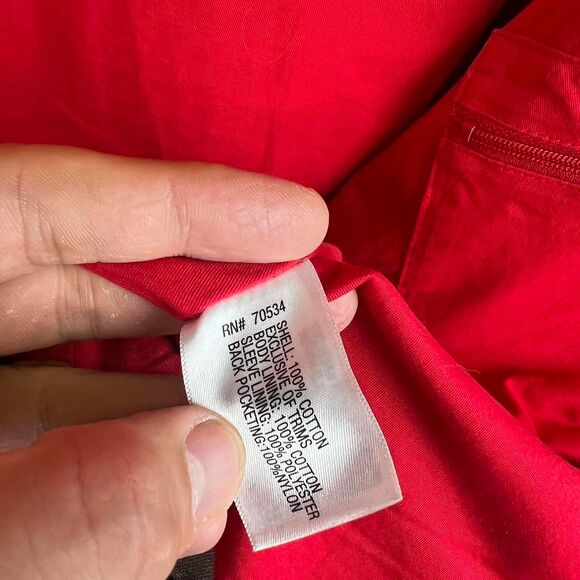 RN# 70534
SHELL: 100% COTTON
EXCLUSIVE OF TRIMS
BODY LINING: 100% COTTON
SLEEVE LINING: 100% POLYESTER
BACK POCKETING:100%NYLON